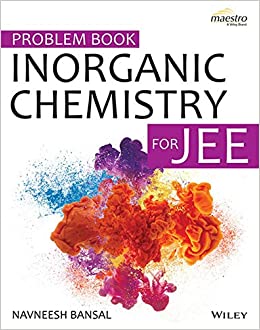 maestro
A Wiley Brand
PROBLEM BOOK
INORGANIC
CHEMISTRY
FOR JEE
NAVNEESH BANSAL
WILEY